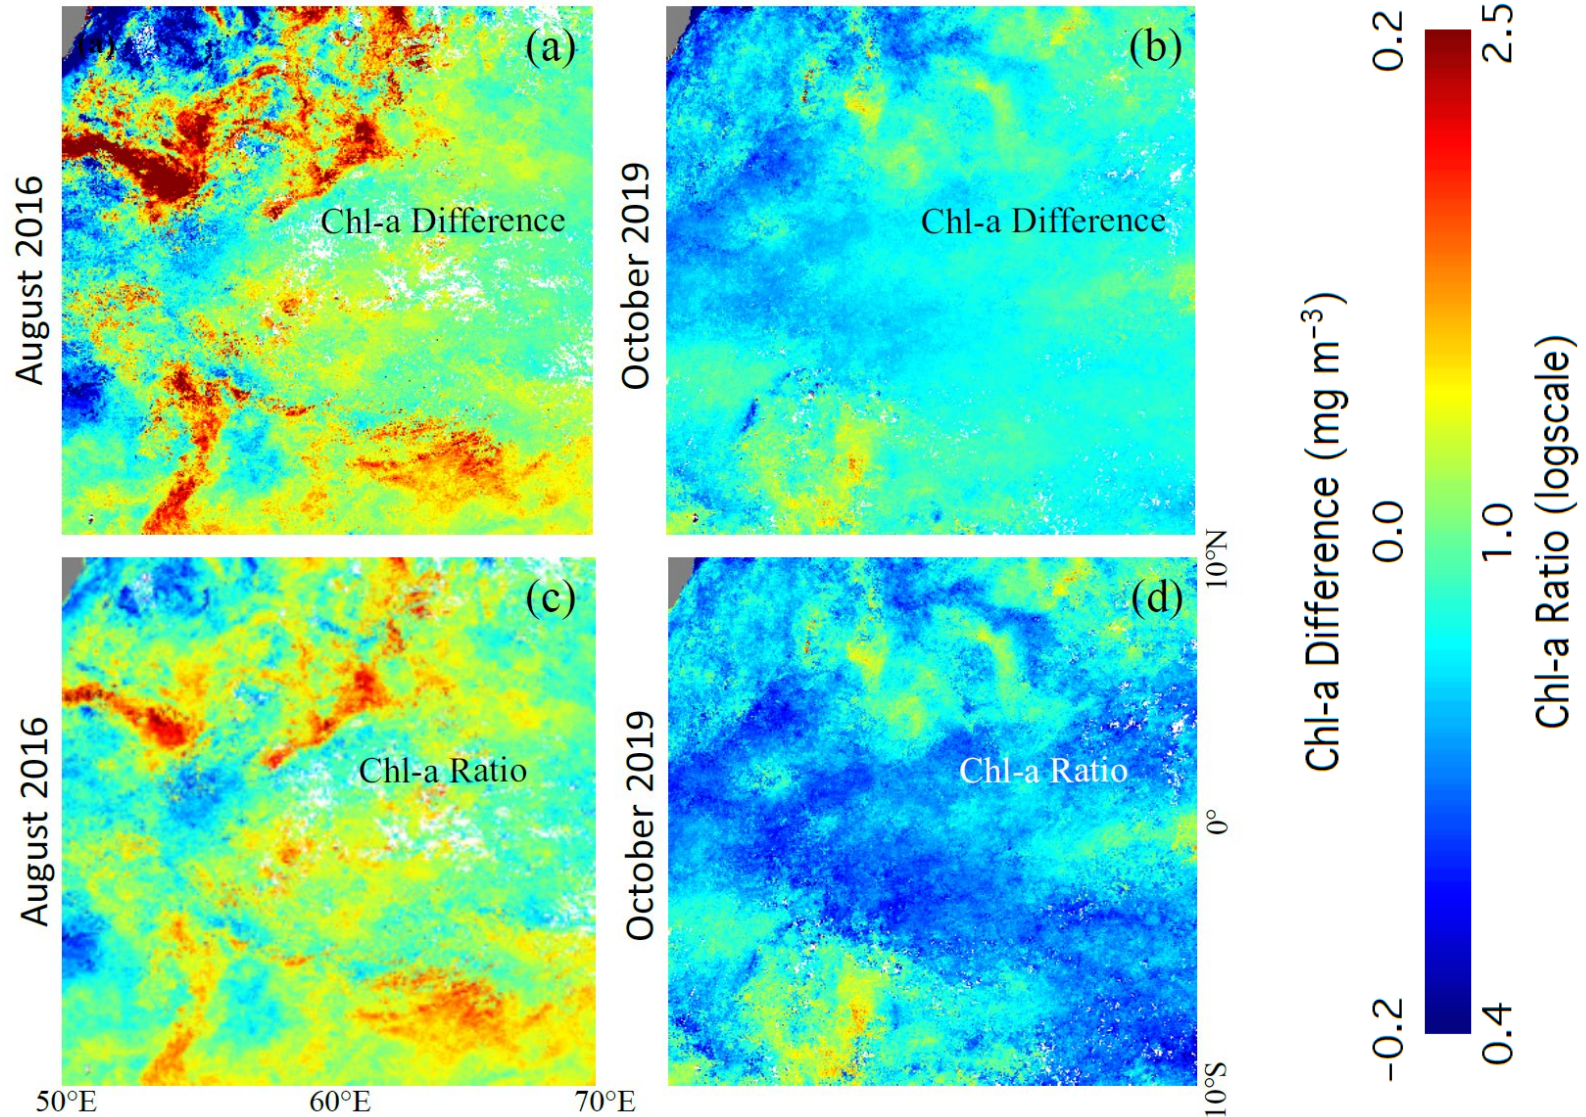 (a)
(a)
Chl-a Difference
August 2016
(b)
Chl-a Difference
October 2019
(c)
Chl-a Ratio
August 2016
50°E
60°E
70°E
(d)
Chl-a Ratio
October 2019
10°N
0°
10°S
0.2
0.0
−0.2
Chl-a Difference (mg m⁻³)
2.5
1.0
0.4
Chl-a Ratio (logscale)